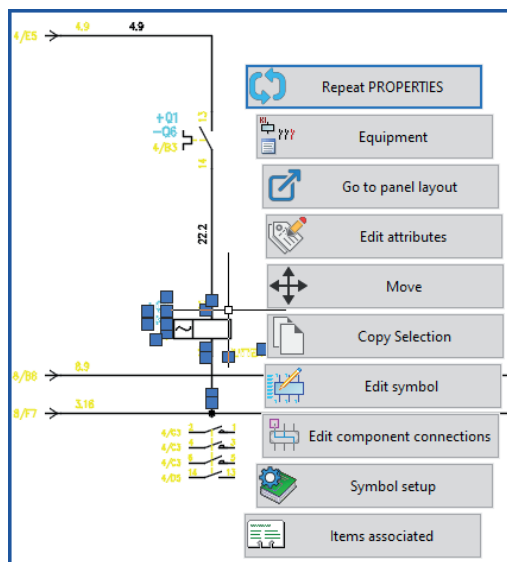 4/E5 4.9 4.9
Repeat PROPERTIES
KL
Equipment
+Q1
-Q6
4/B3
13
14
Go to panel layout
Edit attributes
22.2
Move
Copy Selection
8.9
Edit symbol
8/F7 3.16
Edit component connections
4/C3 2 1
4/C3 4 3
4/C3 6 5
4/D5 14 13
Symbol setup
Items associated